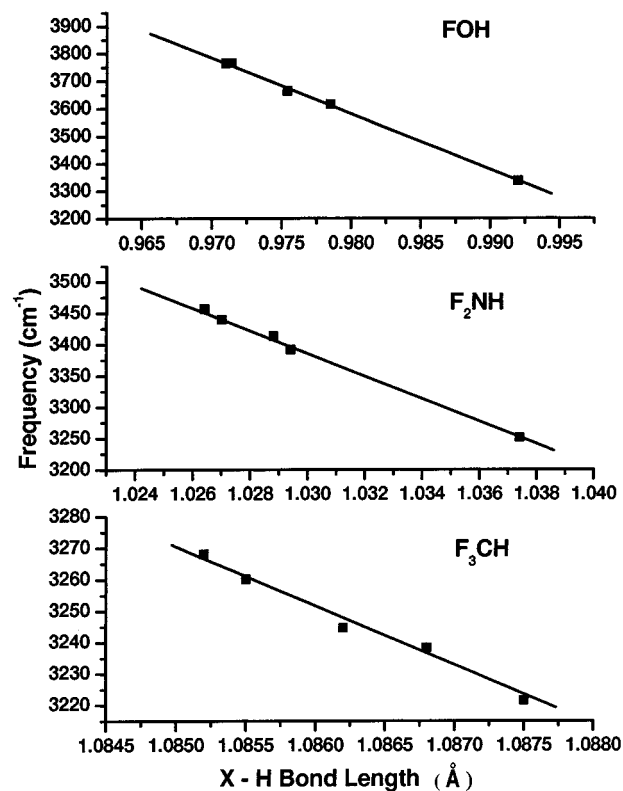 FOH
3900
3800
3700
3600
3500
3400
3300
3200
0.965 0.970 0.975 0.980 0.985 0.990 0.995
Frequency (cm⁻¹)
F₂NH
3500
3450
3400
3350
3300
3250
3200
1.024 1.026 1.028 1.030 1.032 1.034 1.036 1.038 1.040
F₃CH
3280
3270
3260
3250
3240
3230
3220
1.0845 1.0850 1.0855 1.0860 1.0865 1.0870 1.0875 1.0880
X - H Bond Length (Å)